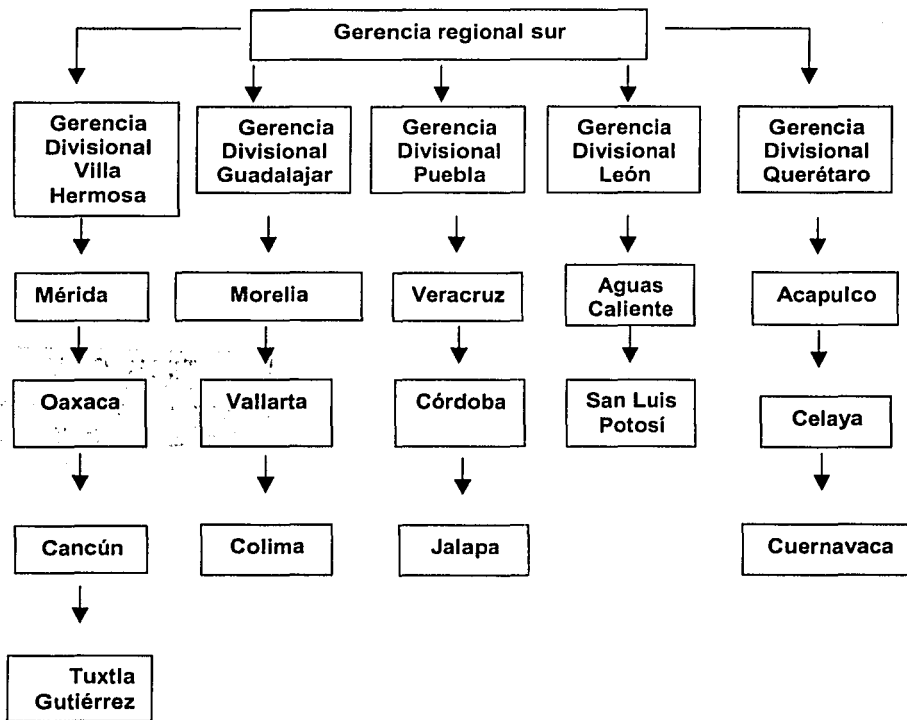 Gerencia regional sur
Gerencia
Divisional
Villa
Hermosa
Gerencia
Divisional
Guadalajar
Gerencia
Divisional
Puebla
Gerencia
Divisional
León
Gerencia
Divisional
Querétaro
Mérida
Morelia
Veracruz
Aguas
Caliente
Acapulco
Oaxaca
Vallarta
Córdoba
San Luis
Potosí
Celaya
Cancún
Colima
Jalapa
Cuernavaca
Tuxtla
Gutiérrez